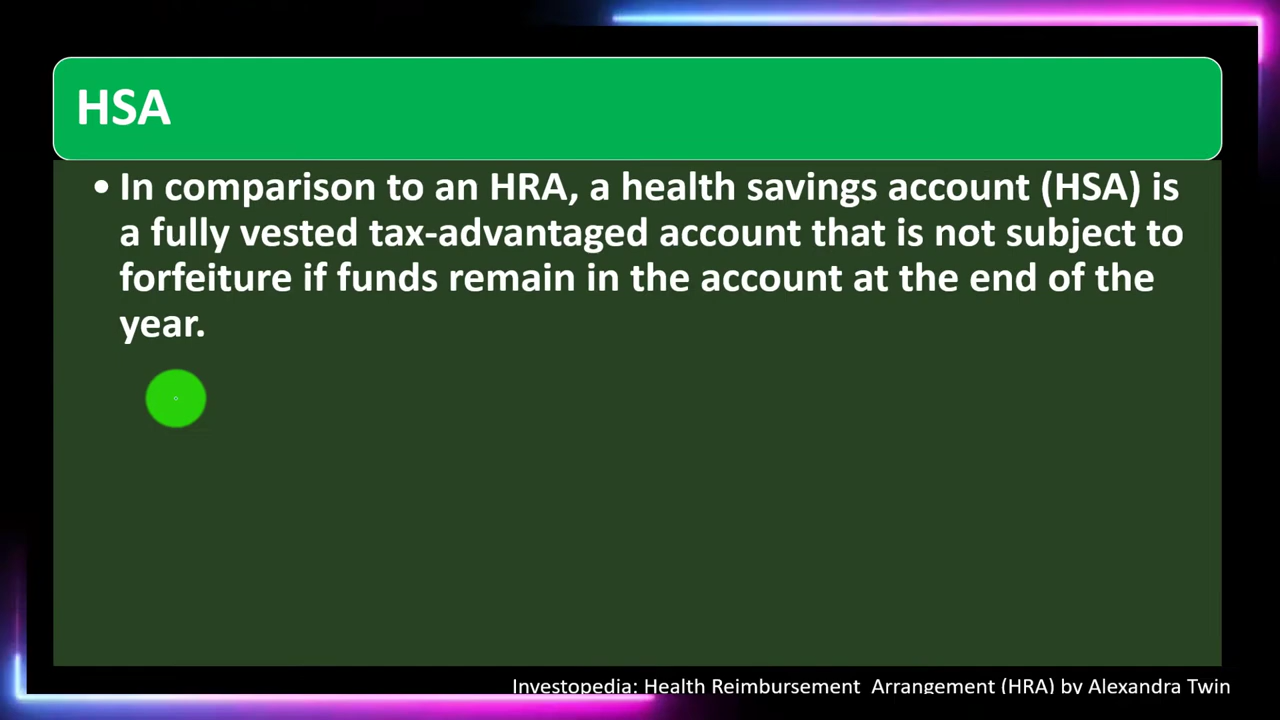 HSA
• In comparison to an HRA, a health savings account (HSA) is
a fully vested tax-advantaged account that is not subject to
forfeiture if funds remain in the account at the end of the
year.
Investopedia: Health Reimbursement Arrangement (HRA) by Alexandra Twin